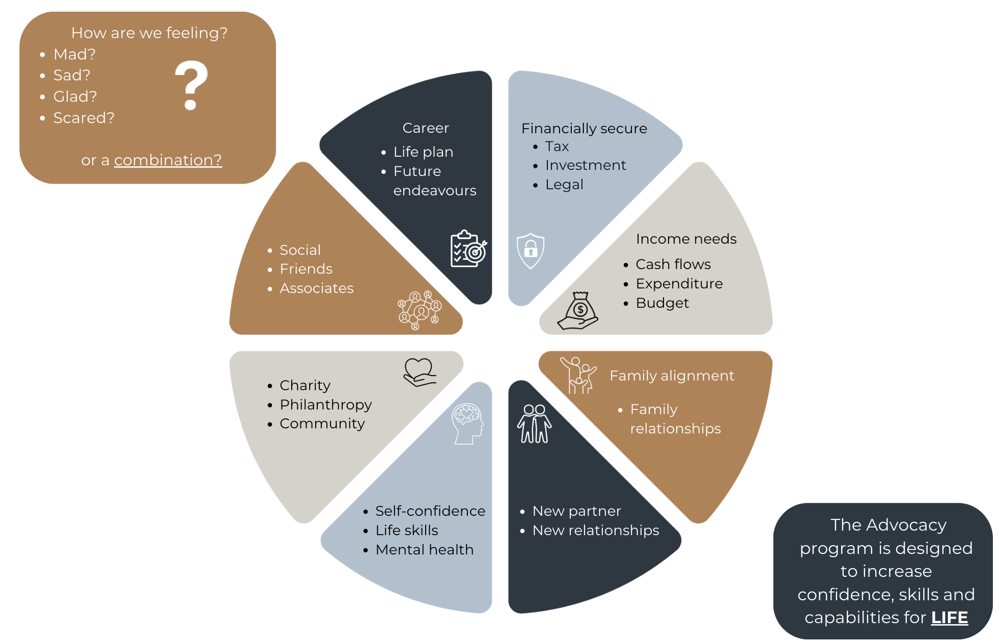 How are we feeling?
• Mad?
• Sad?
• Glad?
• Scared?
?
or a combination?
Career
• Life plan
• Future
endeavours
Financially secure
• Tax
• Investment
• Legal
Income needs
• Cash flows
• Expenditure
• Budget
$
Family alignment
• Family
relationships
• New partner
• New relationships
• Self-confidence
• Life skills
• Mental health
• Charity
• Philanthropy
• Community
• Social
• Friends
• Associates
The Advocacy
program is designed
to increase
confidence, skills and
capabilities for LIFE